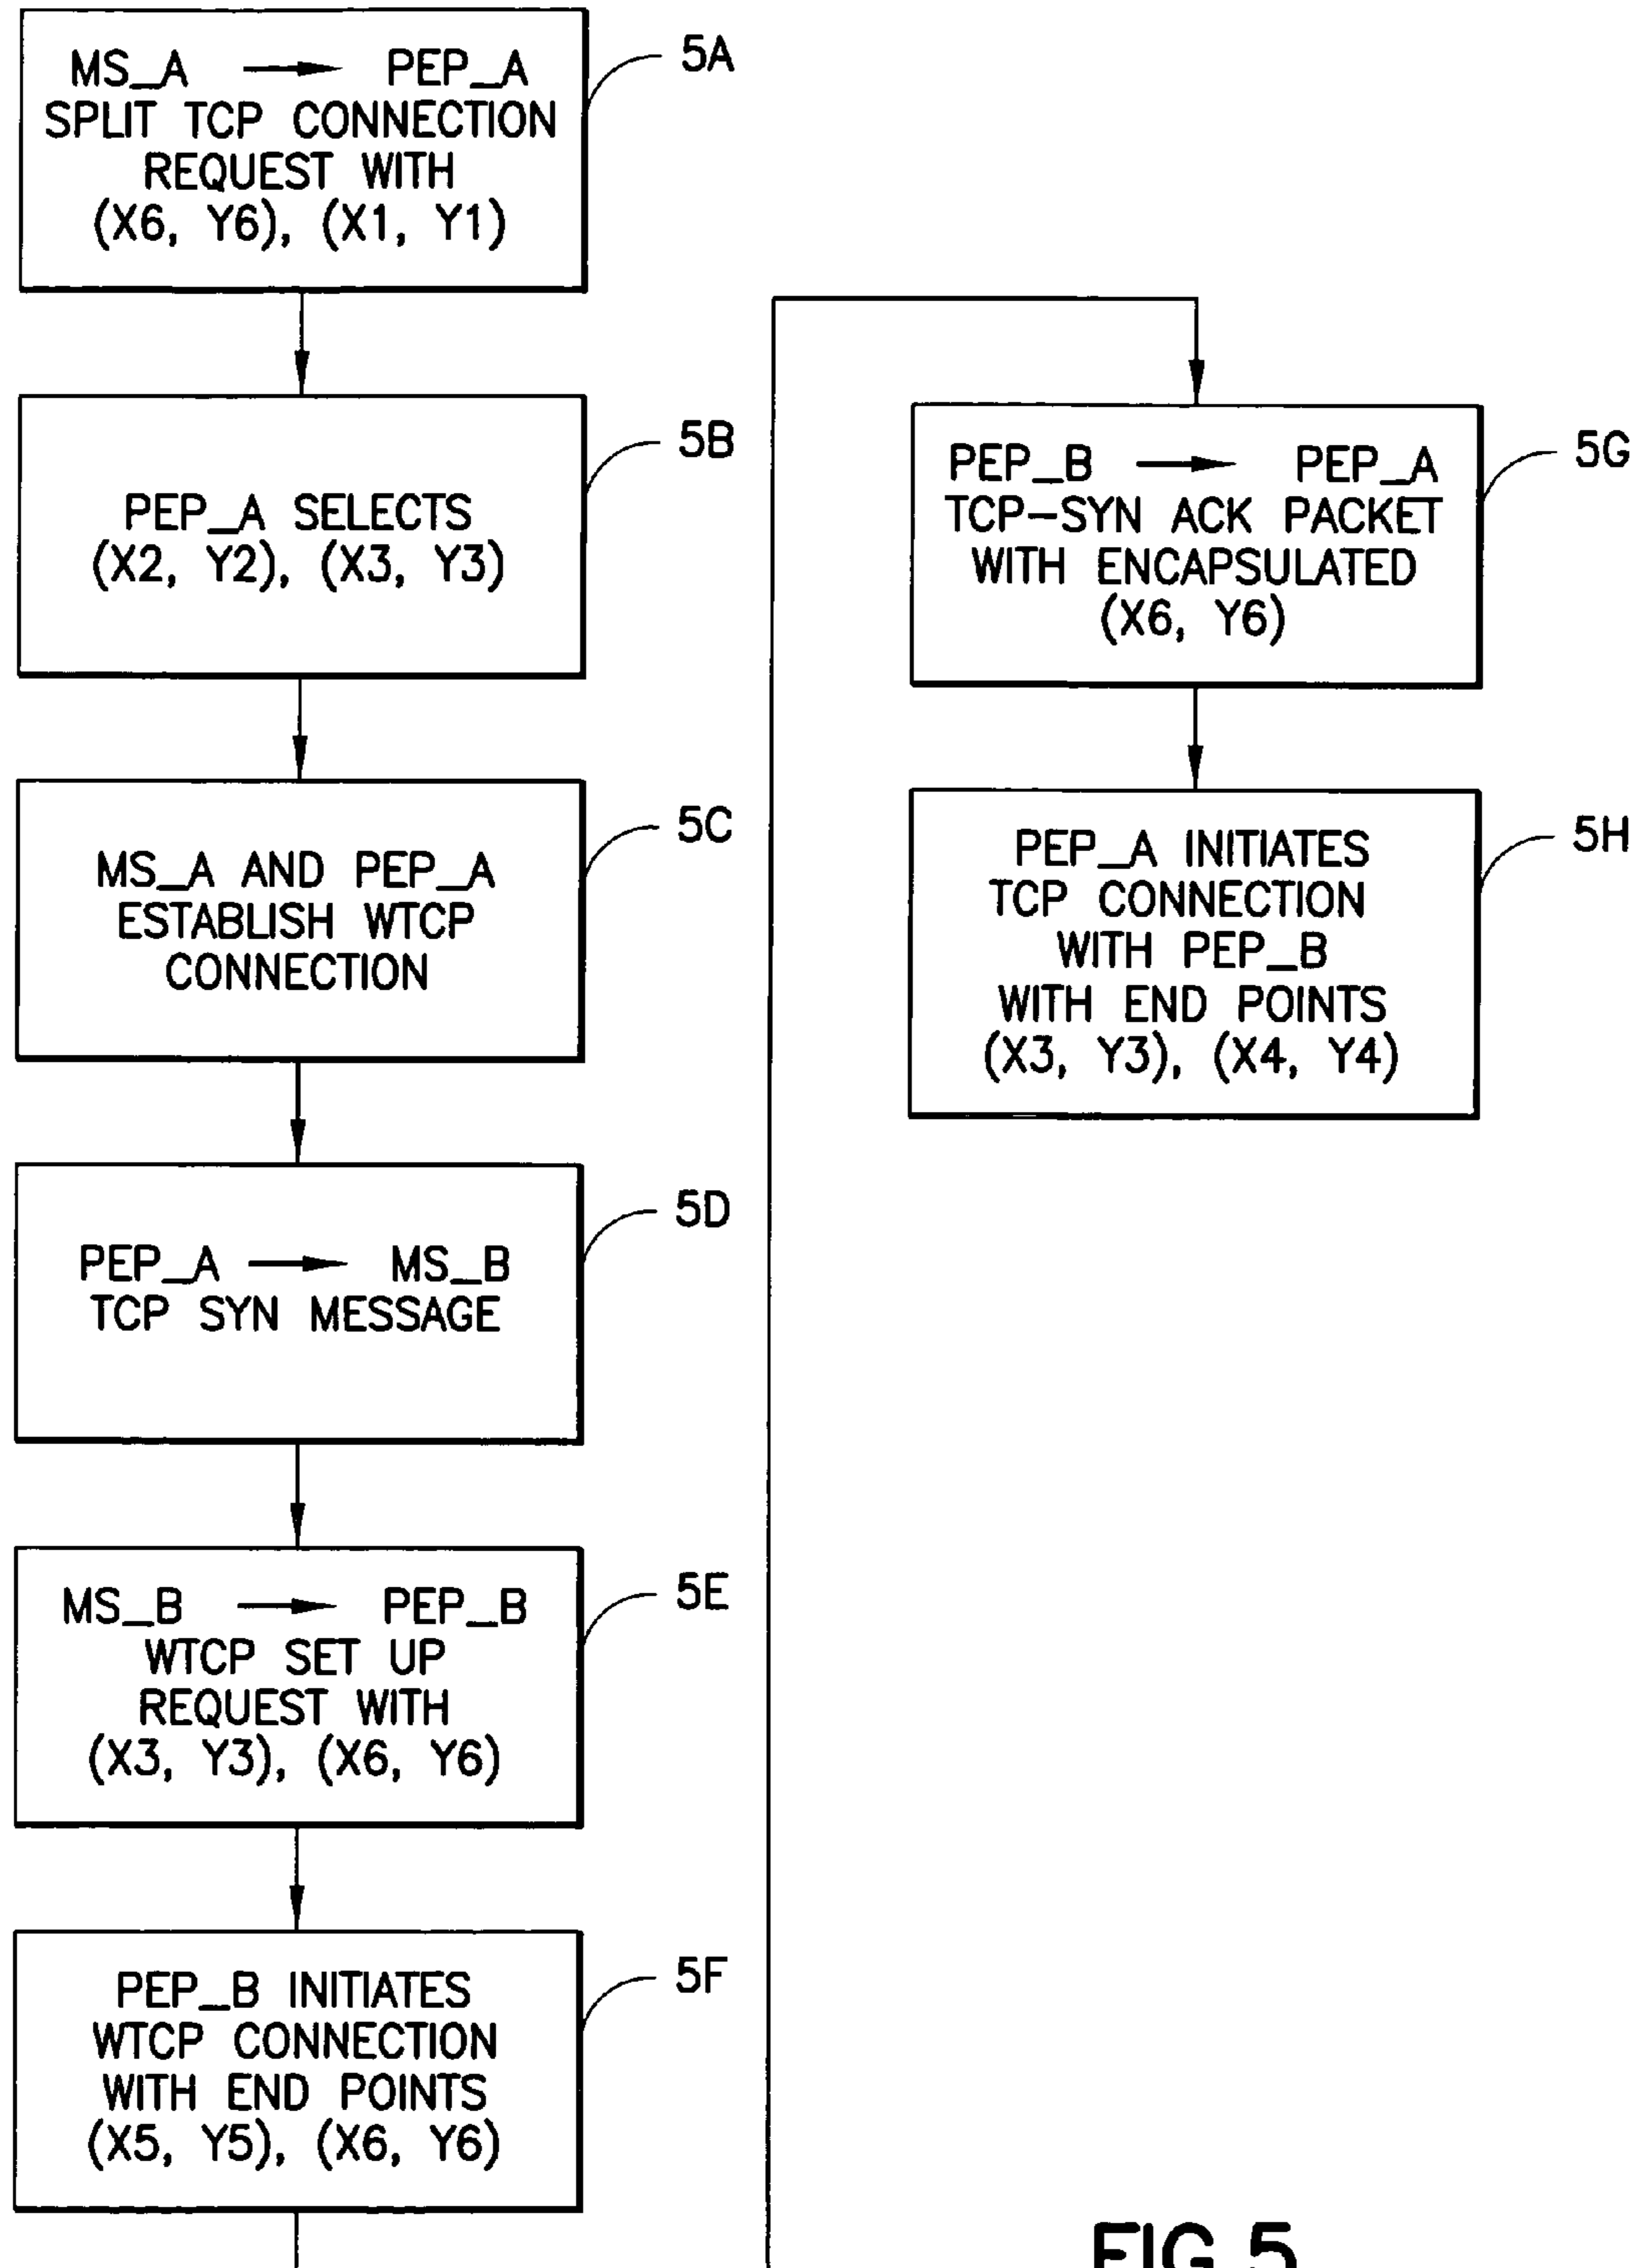 MS_A → PEP_A
SPLIT TCP CONNECTION
REQUEST WITH
(X6, Y6), (X1, Y1)
5A
PEP_A SELECTS
(X2, Y2), (X3, Y3)
5B
MS_A AND PEP_A
ESTABLISH WTCP
CONNECTION
5C
PEP_A → MS_B
TCP SYN MESSAGE
5D
MS_B → PEP_B
WTCP SET UP
REQUEST WITH
(X3, Y3), (X6, Y6)
5E
PEP_B INITIATES
WTCP CONNECTION
WITH END POINTS
(X5, Y5), (X6, Y6)
5F
PEP_B → PEP_A
TCP-SYN ACK PACKET
WITH ENCAPSULATED
(X6, Y6)
5G
PEP_A INITIATES
TCP CONNECTION
WITH PEP_B
WITH END POINTS
(X3, Y3), (X4, Y4)
5H
FIG.5